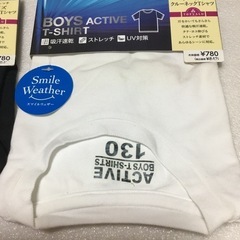 BOYS ACTIVE
T-SHIRT
吸汗速乾 ストレッチ UV対策
クルーネックTシャツ
¥780
Smile
Weather
スマイルウェザー
ACTIVE
BOYS T-SHIRTS
130